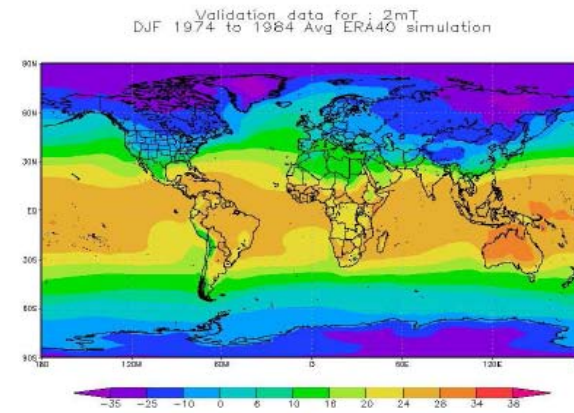 Validation data for : 2mT
DJF 1974 to 1984 Avg ERA40 simulation
90N
60N
30N
EQ
30S
60S
90S
180 120W 60W 0 60E 120E
-35 -25 -10 0 6 10 16 20 24 28 34 38